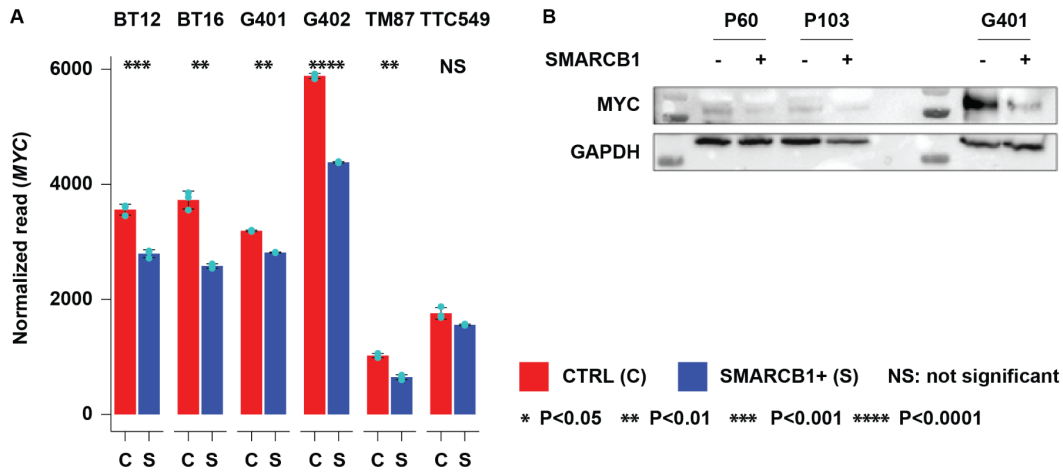 A BT12 BT16 G401 G402 TM87 TTC549
*** ** ** **** ** NS
Normalized read (MYC)
6000
4000
2000
0
C S C S C S C S C S C S
B P60 P103 G401
SMARCB1 - + - + - +
MYC
GAPDH
CTRL (C) SMARCB1+ (S) NS: not significant
* P<0.05 ** P<0.01 *** P<0.001 **** P<0.0001